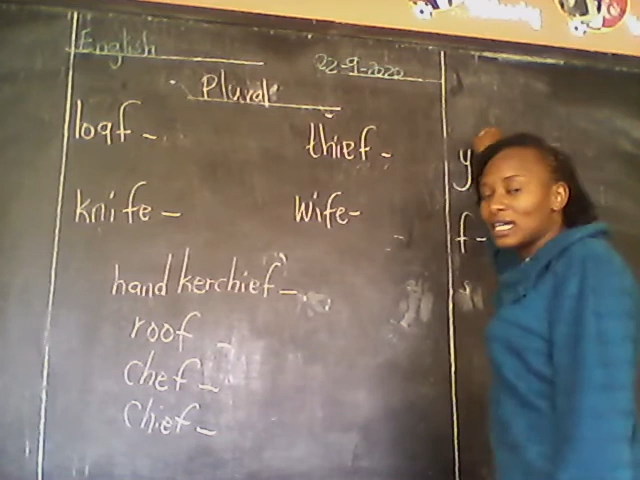 English 22-9-2020
Plurals
loaf - thief -
knife - wife-
handkerchief -
roof -
chef -
chief -
y
f -